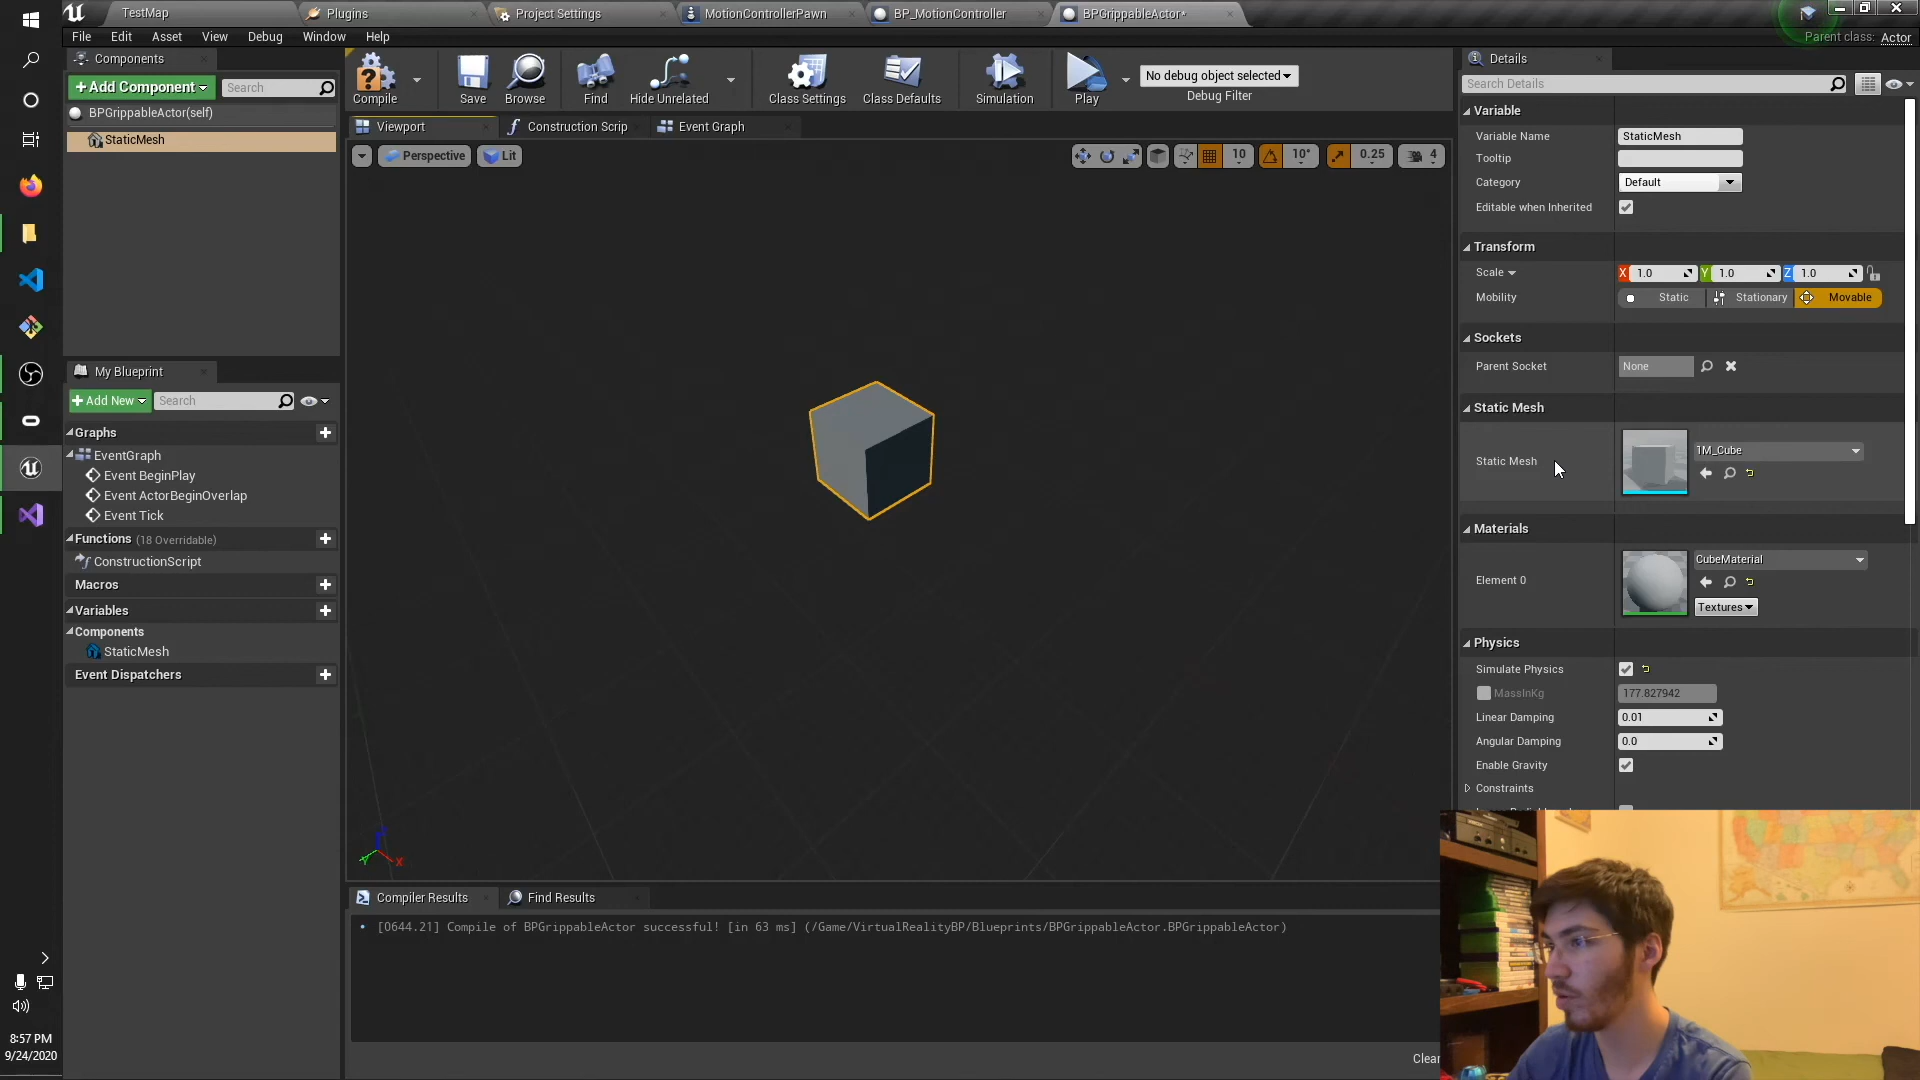 TestMap
Plugins
Project Settings
MotionControllerPawn
BP_MotionController
BPGrippableActor*
File Edit Asset View Debug Window Help
Parent class: Actor
Components
+Add Component
Search
BPGrippableActor(self)
StaticMesh
Compile
Save
Browse
Find
Hide Unrelated
Class Settings
Class Defaults
Simulation
Play
No debug object selected
Debug Filter
Viewport
Construction Scrip
Event Graph
Perspective
Lit
10
10°
0.25
4
My Blueprint
+Add New
Search
Graphs
EventGraph
Event BeginPlay
Event ActorBeginOverlap
Event Tick
Functions (18 Overridable)
ConstructionScript
Macros
Variables
Components
StaticMesh
Event Dispatchers
Z
X
Y
Compiler Results
Find Results
[0644.21] Compile of BPGrippableActor successful! [in 63 ms] (/Game/VirtualRealityBP/Blueprints/BPGrippableActor.BPGrippableActor)
Clear
Details
Search Details
Variable
Variable Name StaticMesh
Tooltip
Category Default
Editable when Inherited
Transform
Scale X 1.0 Y 1.0 Z 1.0
Mobility Static Stationary Movable
Sockets
Parent Socket None
Static Mesh
Static Mesh 1M_Cube
Materials
Element 0 CubeMaterial
Textures
Physics
Simulate Physics
MassInKg 177.827942
Linear Damping 0.01
Angular Damping 0.0
Enable Gravity
Constraints
8:57 PM
9/24/2020